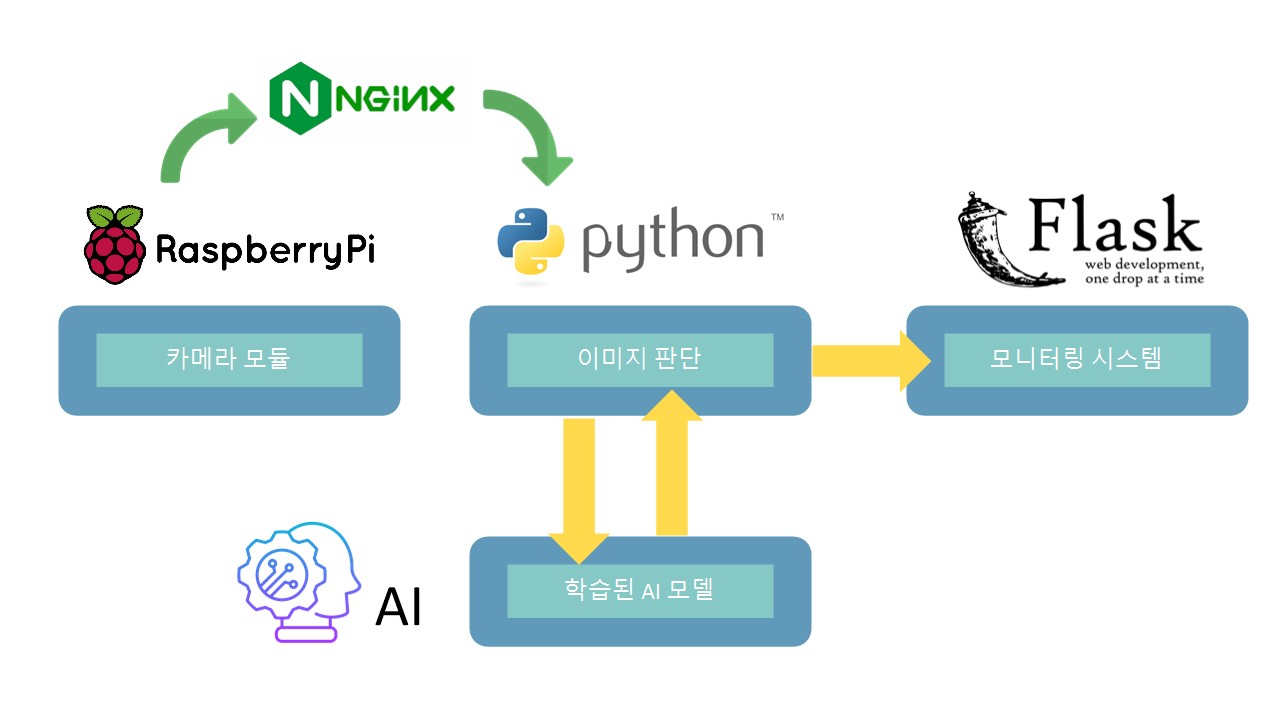 NGINX
RaspberryPi
python™
Flask
web development,
one drop at a time
카메라 모듈
이미지 판단
모니터링 시스템
AI
학습된 AI 모델